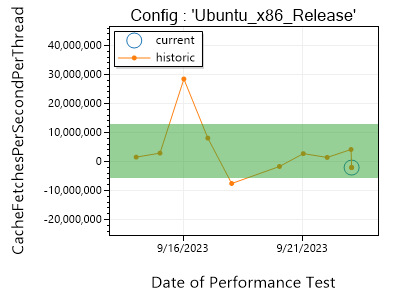 Config : 'Ubuntu_x86_Release'
CacheFetchesPerSecondPerThread
current
historic
40,000,000
30,000,000
20,000,000
10,000,000
0
-10,000,000
-20,000,000
9/16/2023
9/21/2023
Date of Performance Test